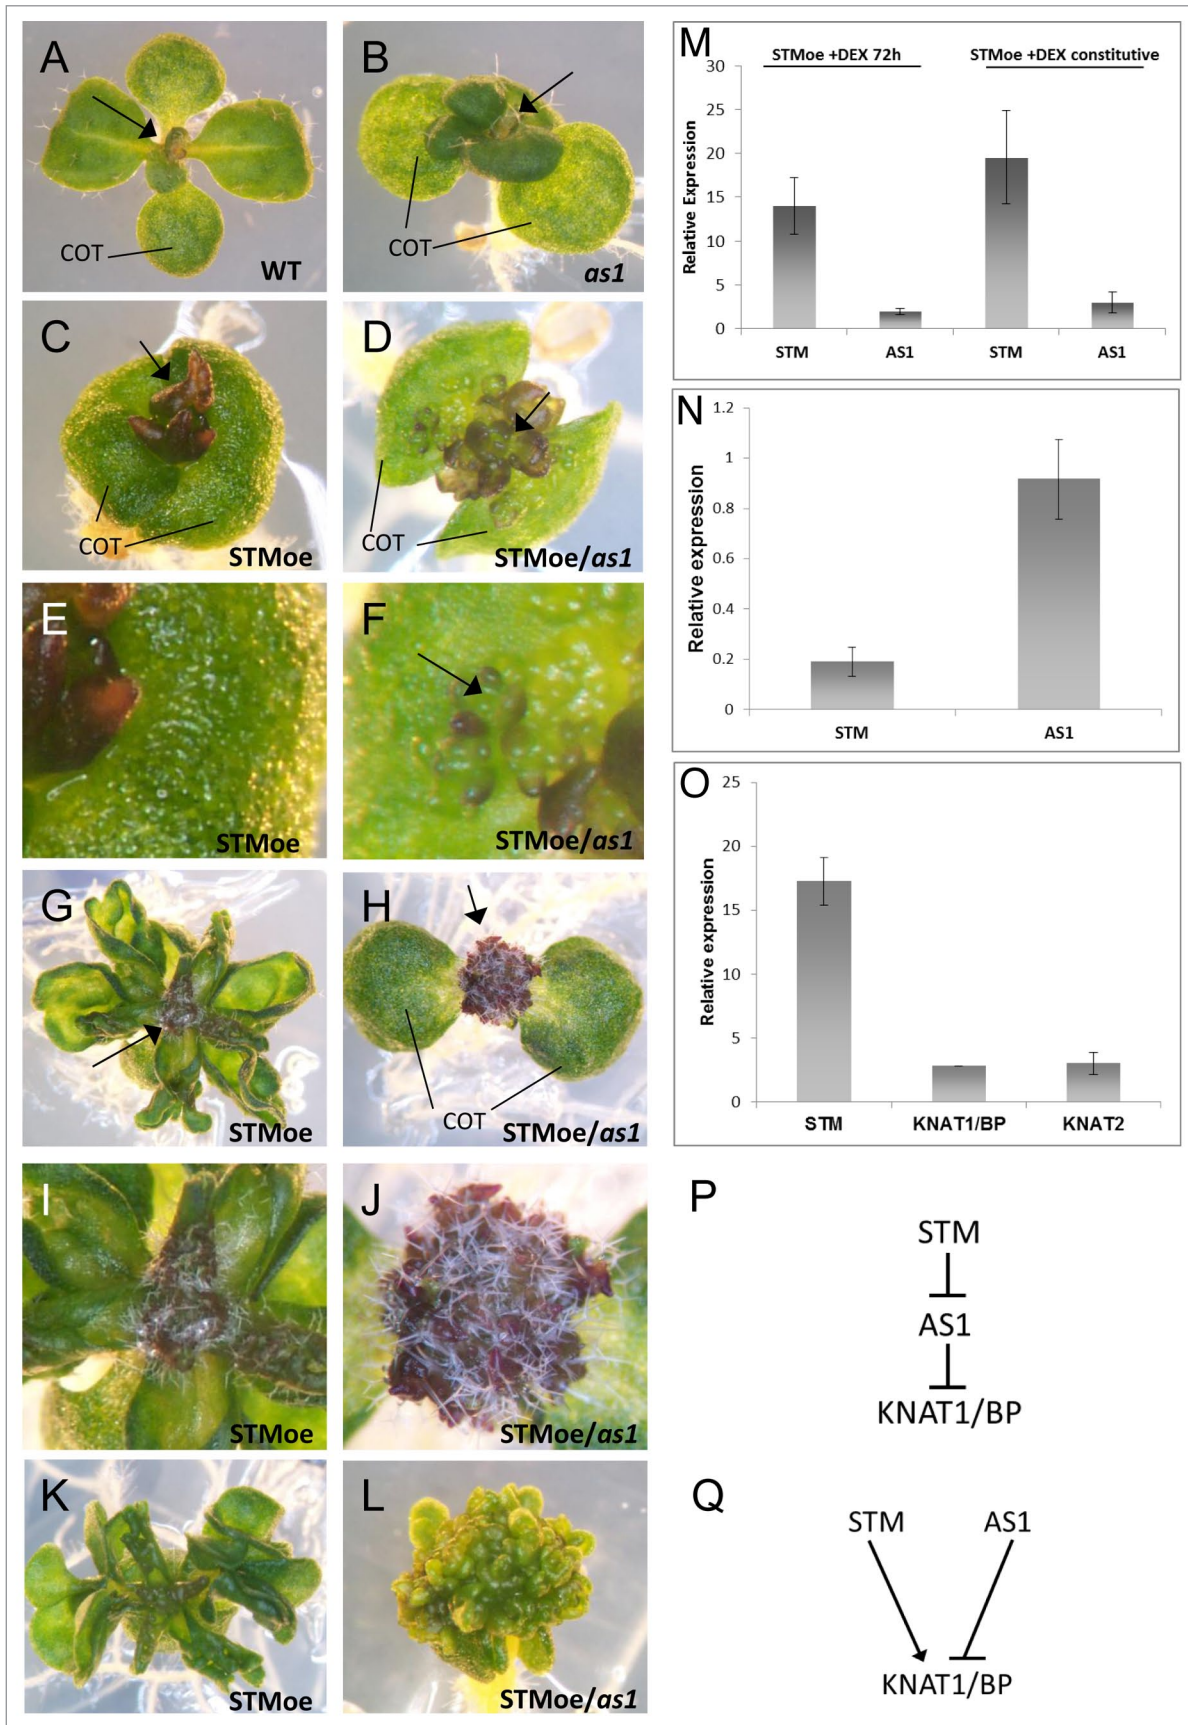 A
COT
WT
B
COT
as1
C
COT
STMoe
D
COT
STMoe/as1
E
STMoe
F
STMoe/as1
G
STMoe
H
COT
STMoe/as1
I
STMoe
J
STMoe/as1
K
STMoe
L
STMoe/as1
M
STMoe +DEX 72h
STMoe +DEX constitutive
Relative Expression
30
25
20
15
10
5
0
STM
AS1
STM
AS1
N
Relative expression
1.2
1
0.8
0.6
0.4
0.2
0
STM
AS1
O
Relative expression
25
20
15
10
5
0
STM
KNAT1/BP
KNAT2
P
STM
AS1
KNAT1/BP
Q
STM
AS1
KNAT1/BP